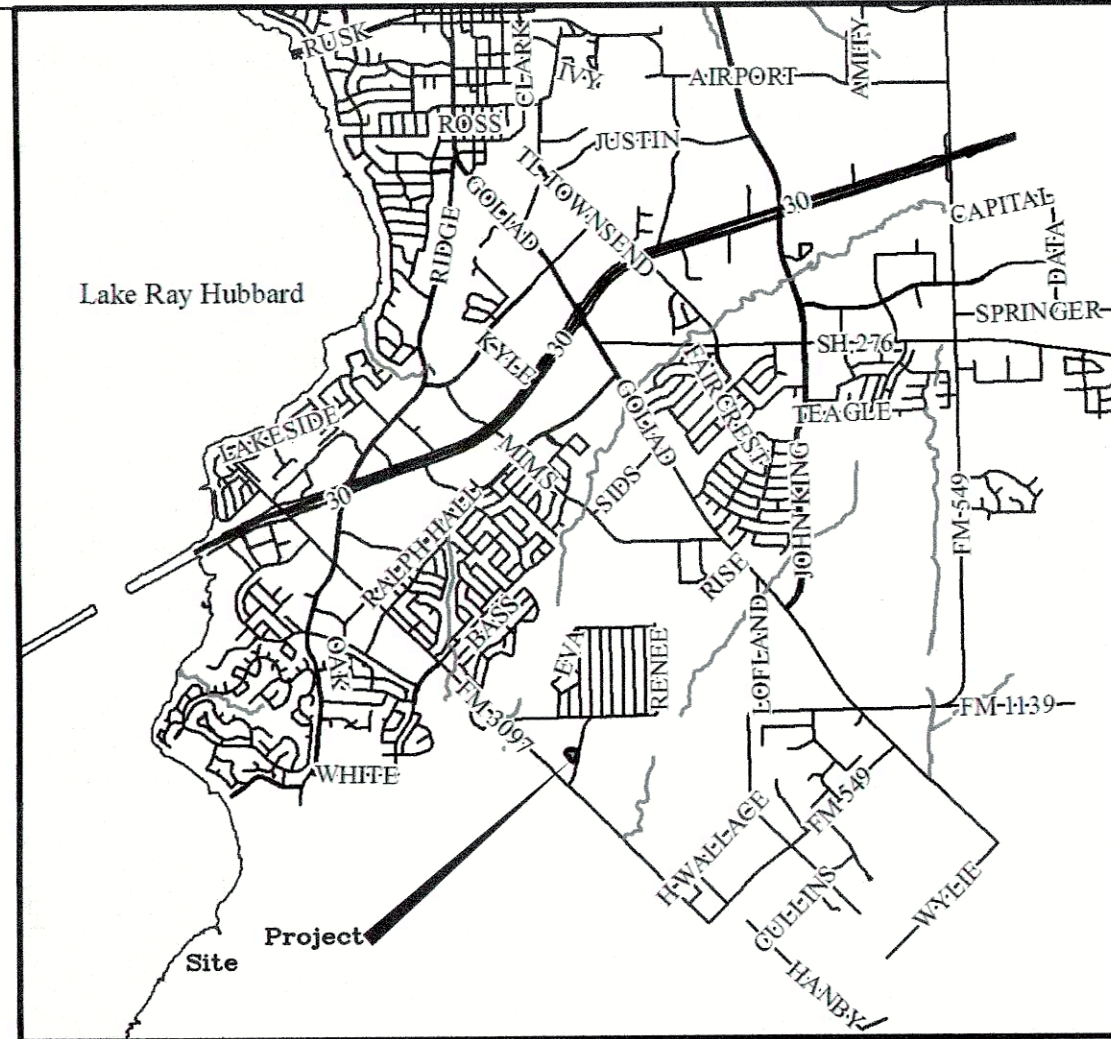 RUSK
CLARK
IVY
AIRPORT
AMITY
ROSS
JUSTIN
TL TOWNSEND
GOLIAD
RIDGE
30
CAPITAL
DATA
Lake Ray Hubbard
SPRINGER
KYLE
30
SH 276
FAIRCREST
GOLIAD
TEAGLE
LAKESIDE
MIMS
SIDS
JOHN KING
FM-549
30
RALPH HALL
RISE
BASS
LOFLAND
OAK
EVA
RENEE
FM-3097
FM-1139
WHITE
FM-549
H WALLACE
CULLINS
WYLIE
Project
Site
HANBY